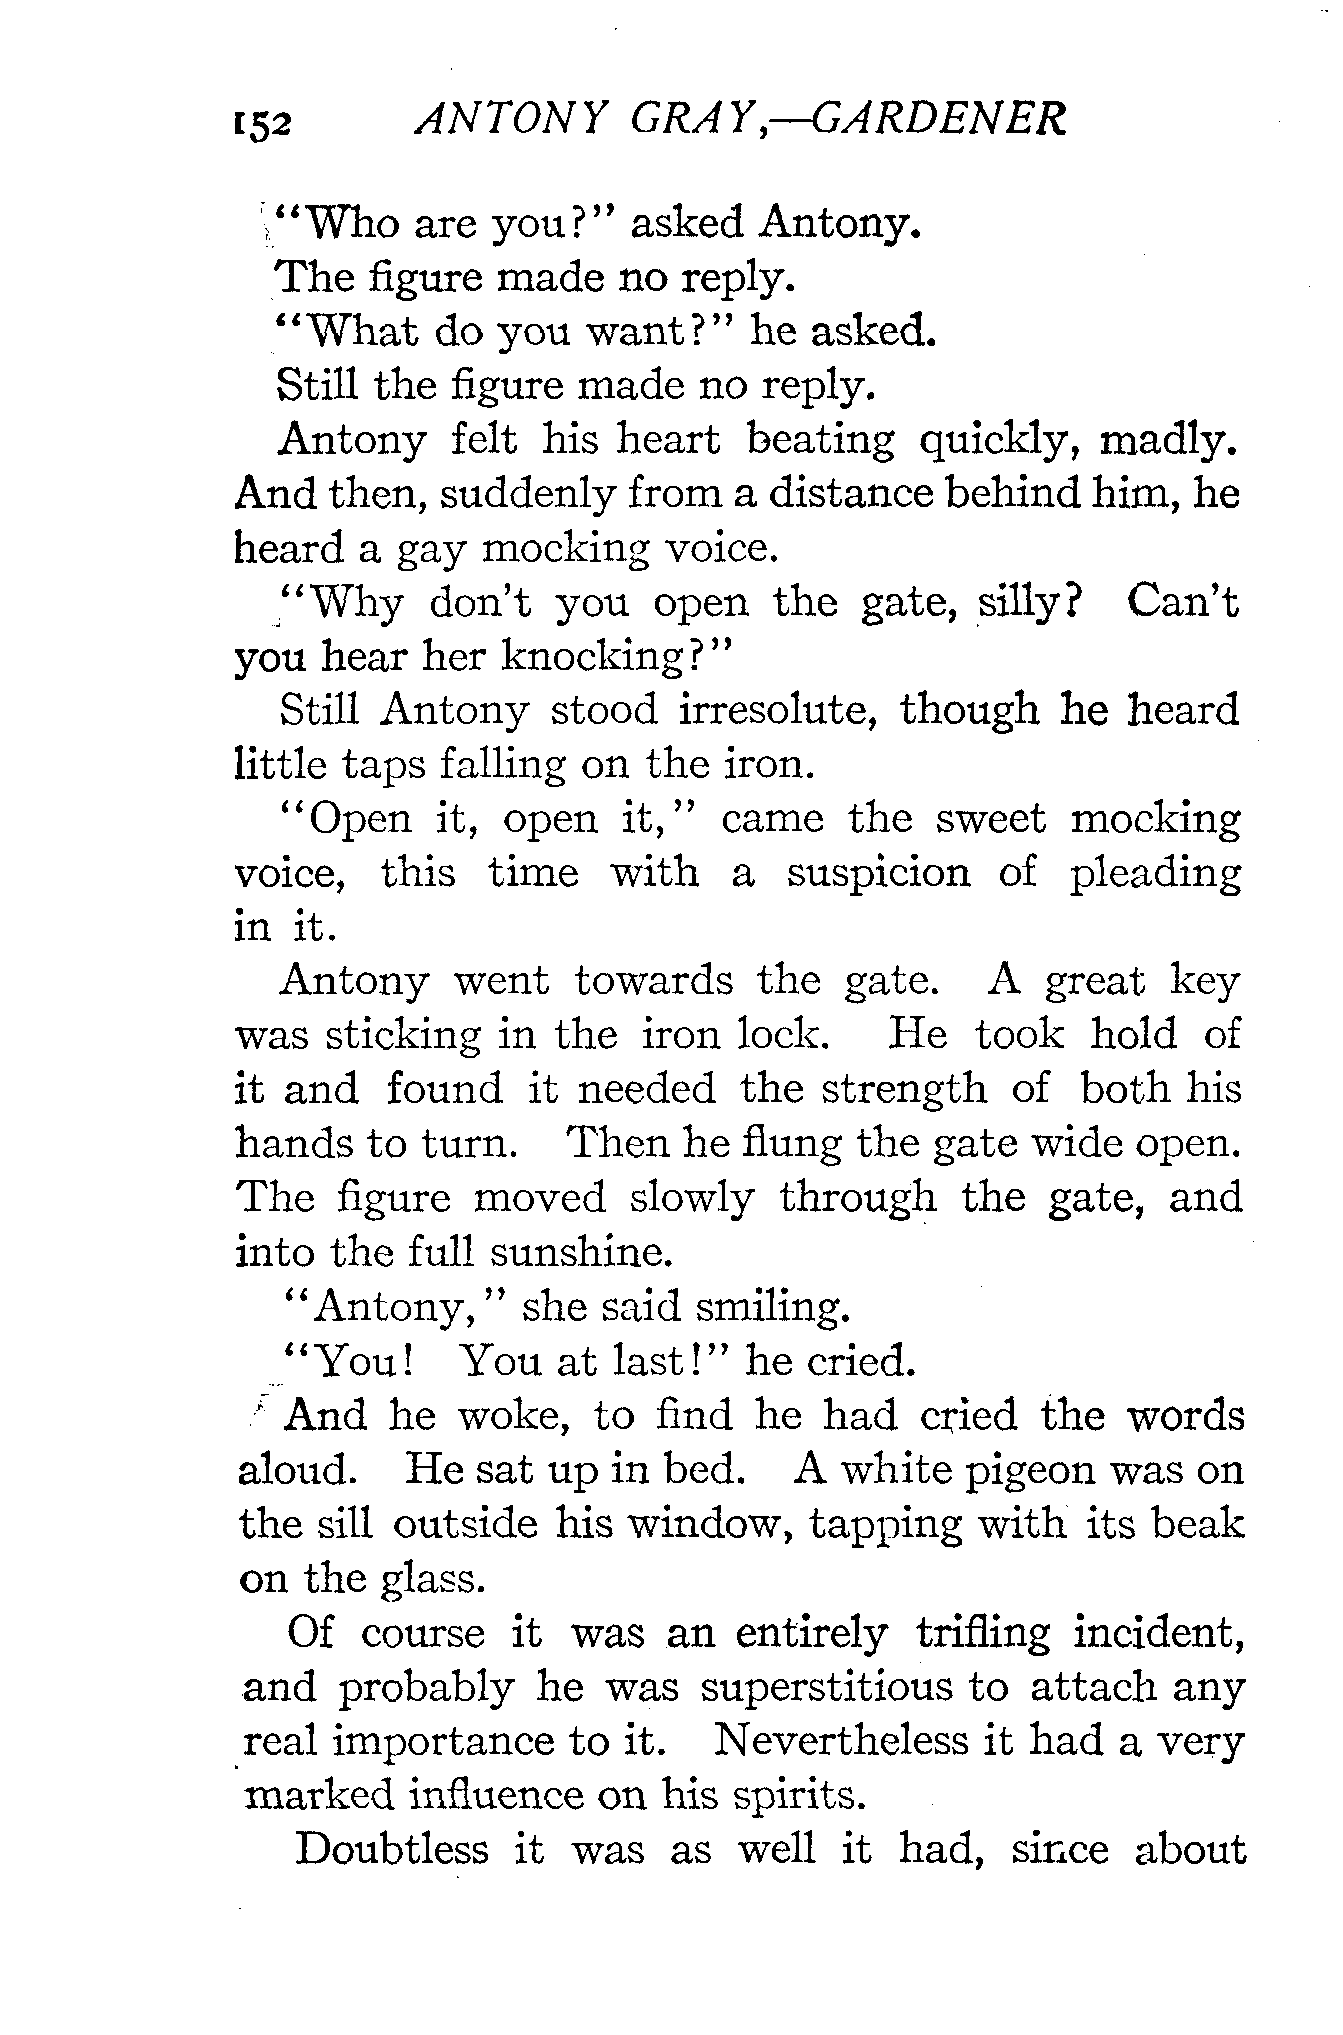 152 ANTONY GRAY,—GARDENER
"Who are you?" asked Antony.
The figure made no reply.
"What do you want?" he asked.
Still the figure made no reply.
Antony felt his heart beating quickly, madly.
And then, suddenly from a distance behind him, he
heard a gay mocking voice.
"Why don't you open the gate, silly? Can't
you hear her knocking?"
Still Antony stood irresolute, though he heard
little taps falling on the iron.
"Open it, open it," came the sweet mocking
voice, this time with a suspicion of pleading
in it.
Antony went towards the gate. A great key
was sticking in the iron lock. He took hold of
it and found it needed the strength of both his
hands to turn. Then he flung the gate wide open.
The figure moved slowly through the gate, and
into the full sunshine.
"Antony," she said smiling.
"You! You at last!" he cried.
And he woke, to find he had cried the words
aloud. He sat up in bed. A white pigeon was on
the sill outside his window, tapping with its beak
on the glass.
Of course it was an entirely trifling incident,
and probably he was superstitious to attach any
real importance to it. Nevertheless it had a very
marked influence on his spirits.
Doubtless it was as well it had, since about